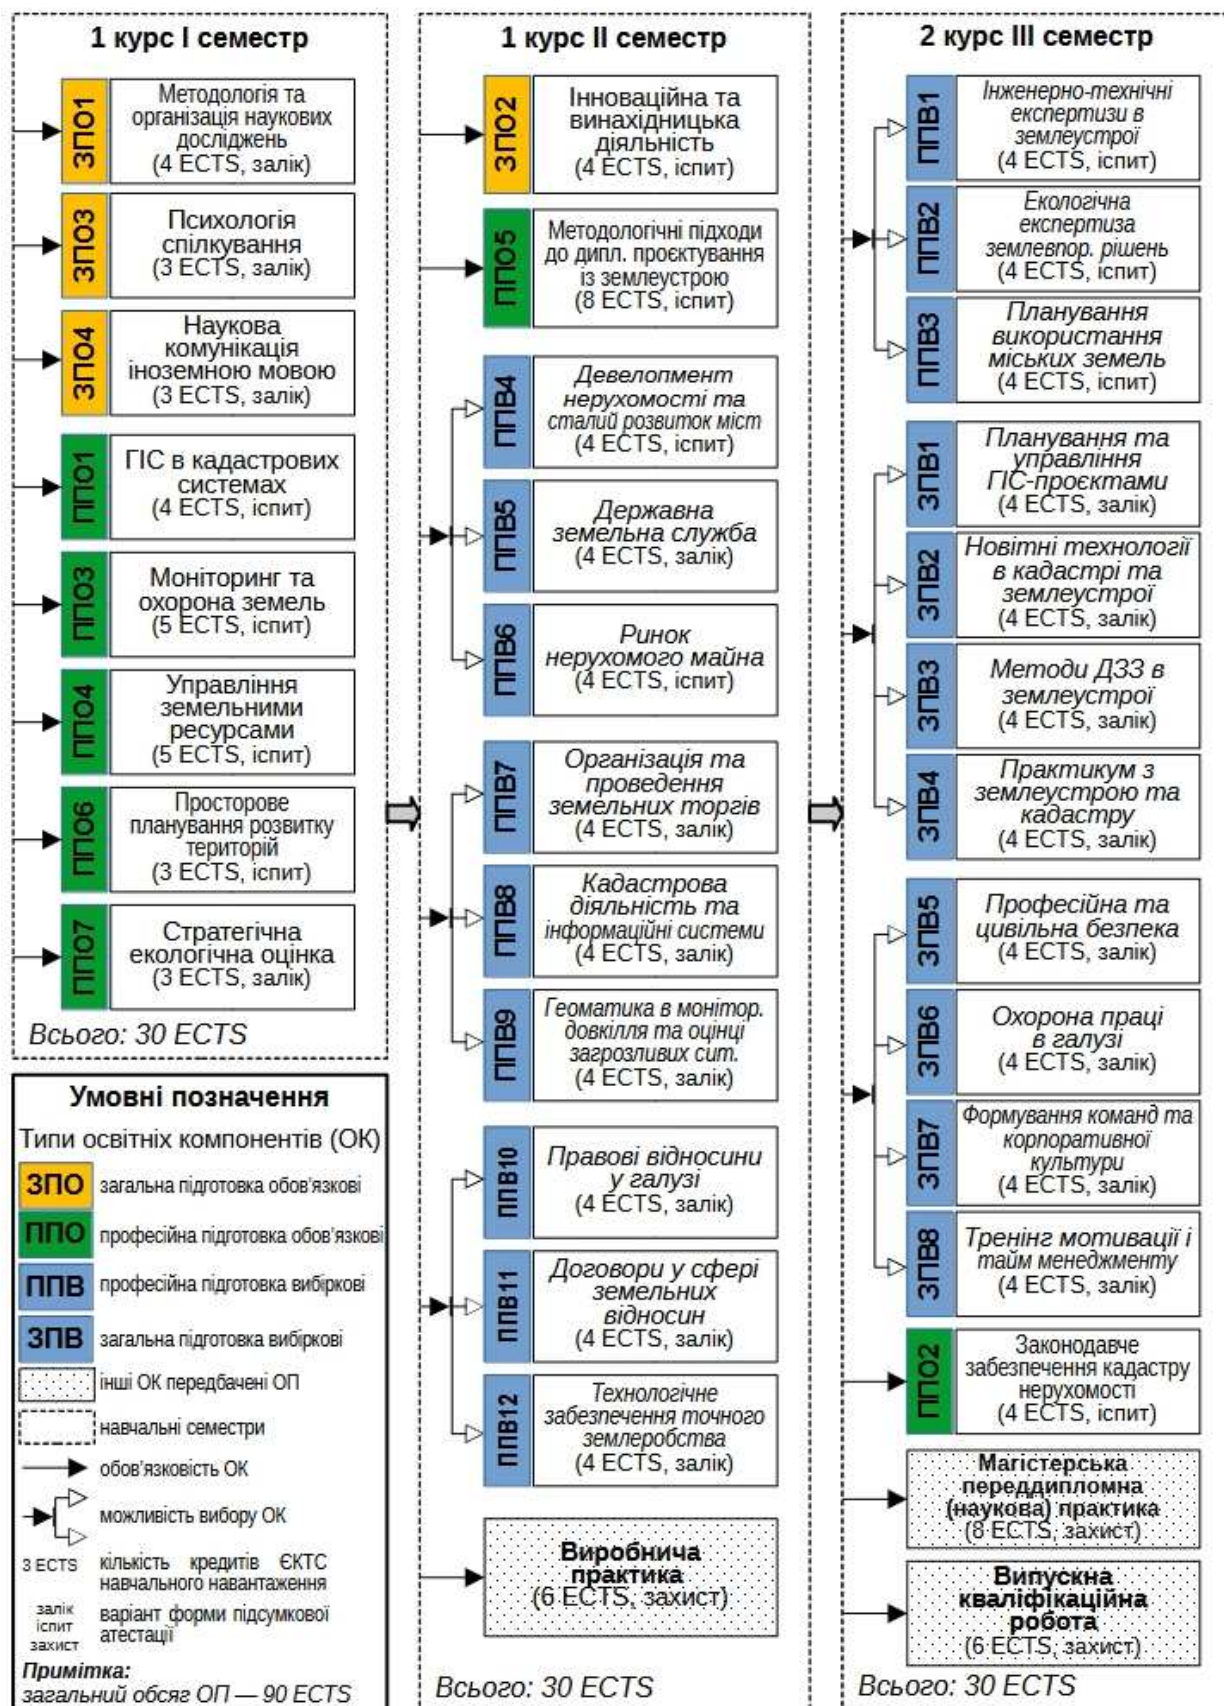 1 курс I семестр
ЗПО1
Методологія та
організація наукових
досліджень
(4 ECTS, залік)
ЗПО3
Психологія
спілкування
(3 ECTS, залік)
ЗПО4
Наукова
комунікація
іноземною мовою
(3 ECTS, залік)
ППО1
ГІС в кадастрових
системах
(4 ECTS, іспит)
ППО3
Моніторинг та
охорона земель
(5 ECTS, іспит)
ППО4
Управління
земельними
ресурсами
(5 ECTS, іспит)
ППО6
Просторове
планування розвитку
територій
(3 ECTS, іспит)
ППО7
Стратегічна
екологічна оцінка
(3 ECTS, залік)
Всього: 30 ECTS
Умовні позначення
Типи освітніх компонентів (ОК)
ЗПО загальна підготовка обов’язкові
ППО професійна підготовка обов’язкові
ППВ професійна підготовка вибіркові
ЗПВ загальна підготовка вибіркові
інші ОК передбачені ОП
навчальні семестри
обов’язковість ОК
можливість вибору ОК
3 ECTS кількість кредитів ЄКТС
навчального навантаження
залік
іспит
захист
варіант форми підсумкової
атестації
Примітка:
загальний обсяг ОП — 90 ECTS
1 курс II семестр
ЗПО2
Інноваційна та
винахідницька
діяльність
(4 ECTS, іспит)
ППО5
Методологічні підходи
до дипл. проєктування
із землеустрою
(8 ECTS, іспит)
ППВ4
Девелопмент
нерухомості та
сталий розвиток міст
(4 ECTS, іспит)
ППВ5
Державна
земельна служба
(4 ECTS, залік)
ППВ6
Ринок
нерухомого майна
(4 ECTS, іспит)
ППВ7
Організація та
проведення
земельних торгів
(4 ECTS, залік)
ППВ8
Кадастрова
діяльність та
інформаційні системи
(4 ECTS, залік)
ППВ9
Геоматика в монітор.
довкілля та оцінці
загрозливих сит.
(4 ECTS, залік)
ППВ10
Правові відносини
у галузі
(4 ECTS, залік)
ППВ11
Договори у сфері
земельних
відносин
(4 ECTS, залік)
ППВ12
Технологічне
забезпечення точного
землеробства
(4 ECTS, залік)
Виробнича
практика
(6 ECTS, захист)
Всього: 30 ECTS
2 курс III семестр
ППВ1
Інженерно-технічні
експертизи в
землеустрої
(4 ECTS, іспит)
ППВ2
Екологічна
експертиза
землевпор. рішень
(4 ECTS, іспит)
ППВ3
Планування
використання
міських земель
(4 ECTS, іспит)
ЗПВ1
Планування та
управління
ГІС-проєктами
(4 ECTS, залік)
ЗПВ2
Новітні технології
в кадастрі та
землеустрої
(4 ECTS, залік)
ЗПВ3
Методи ДЗЗ в
землеустрої
(4 ECTS, залік)
ЗПВ4
Практикум з
землеустрою та
кадастру
(4 ECTS, залік)
ЗПВ5
Професійна та
цивільна безпека
(4 ECTS, залік)
ЗПВ6
Охорона праці
в галузі
(4 ECTS, залік)
ЗПВ7
Формування команд та
корпоративної
культури
(4 ECTS, залік)
ЗПВ8
Тренінг мотивації і
тайм менеджменту
(4 ECTS, залік)
ППО2
Законодавче
забезпечення кадастру
нерухомості
(4 ECTS, іспит)
Магістерська
переддипломна
(наукова) практика
(8 ECTS, захист)
Випускна
кваліфікаційна
робота
(6 ECTS, захист)
Всього: 30 ECTS